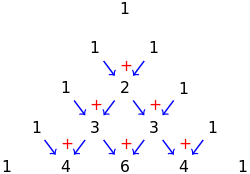 1
1 + 1
1 2 1
+ +
1 3 3 1
+ + +
1 4 6 4 1